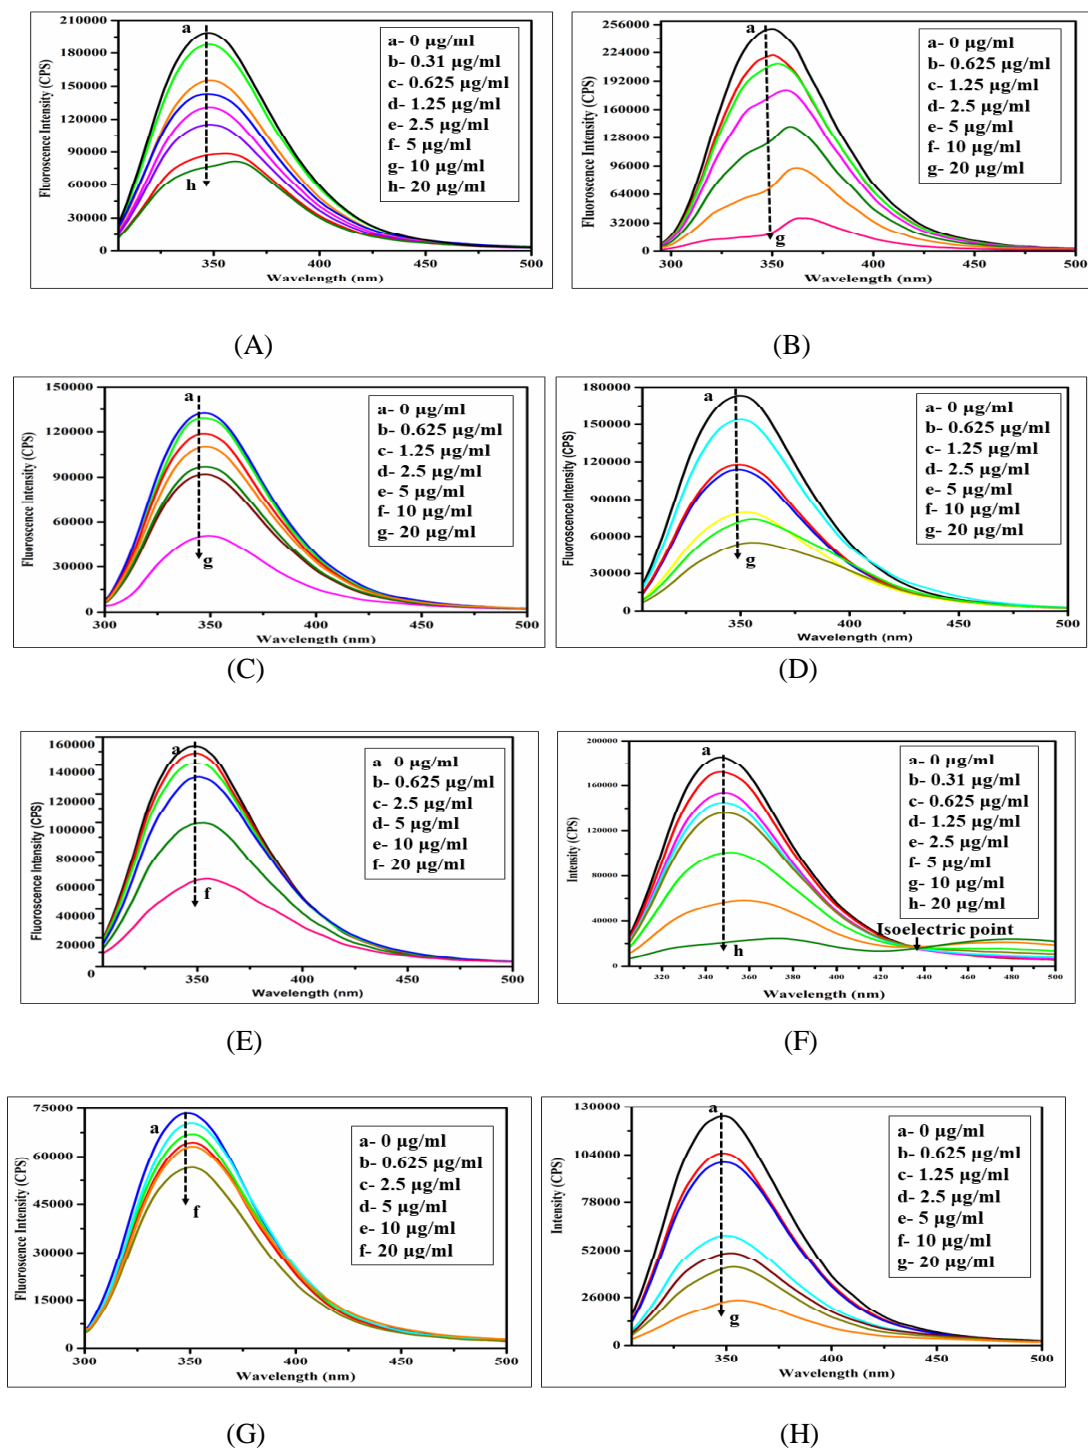 210000
180000
150000
120000
90000
60000
30000
0
Fluoroscence Intensity (CPS)
a
h
a- 0 µg/ml
b- 0.31 µg/ml
c- 0.625 µg/ml
d- 1.25 µg/ml
e- 2.5 µg/ml
f- 5 µg/ml
g- 10 µg/ml
h- 20 µg/ml
350 400 450 500
Wavelength (nm)
(A)
256000
224000
192000
160000
128000
96000
64000
32000
0
Fluoroscence Intensity (CPS)
a
g
a- 0 µg/ml
b- 0.625 µg/ml
c- 1.25 µg/ml
d- 2.5 µg/ml
e- 5 µg/ml
f- 10 µg/ml
g- 20 µg/ml
300 350 400 450 500
Wavelength (nm)
(B)
150000
120000
90000
60000
30000
0
Fluoroscence Intensity (CPS)
a
g
a- 0 µg/ml
b- 0.625 µg/ml
c- 1.25 µg/ml
d- 2.5 µg/ml
e- 5 µg/ml
f- 10 µg/ml
g- 20 µg/ml
300 350 400 450 500
Wavelength (nm)
(C)
180000
150000
120000
90000
60000
30000
0
Fluoroscence Intensity (CPS)
a
g
a- 0 µg/ml
b- 0.625 µg/ml
c- 1.25 µg/ml
d- 2.5 µg/ml
e- 5 µg/ml
f- 10 µg/ml
g- 20 µg/ml
350 400 450 500
Wavelength (nm)
(D)
160000
140000
120000
100000
80000
60000
40000
20000
0
Fluoroscence Intensity (CPS)
a
f
a 0 µg/ml
b- 0.625 µg/ml
c- 2.5 µg/ml
d- 5 µg/ml
e- 10 µg/ml
f- 20 µg/ml
350 400 450 500
Wavelength (nm)
(E)
200000
160000
120000
80000
40000
0
Intensity (CPS)
a
h
a- 0 µg/ml
b- 0.31 µg/ml
c- 0.625 µg/ml
d- 1.25 µg/ml
e- 2.5 µg/ml
f- 5 µg/ml
g- 10 µg/ml
h- 20 µg/ml
Isoelectric point
320 340 360 380 400 420 440 460 480 500
Wavelength (nm)
(F)
75000
60000
45000
30000
15000
0
Fluoroscence Intensity (CPS)
a
f
a- 0 µg/ml
b- 0.625 µg/ml
c- 2.5 µg/ml
d- 5 µg/ml
e- 10 µg/ml
f- 20 µg/ml
300 350 400 450 500
Wavelength (nm)
(G)
130000
104000
78000
52000
26000
0
Intensity (CPS)
a
g
a- 0 µg/ml
b- 0.625 µg/ml
c- 1.25 µg/ml
d- 2.5 µg/ml
e- 5 µg/ml
f- 10 µg/ml
g- 20 µg/ml
350 400 450 500
Wavelength (nm)
(H)